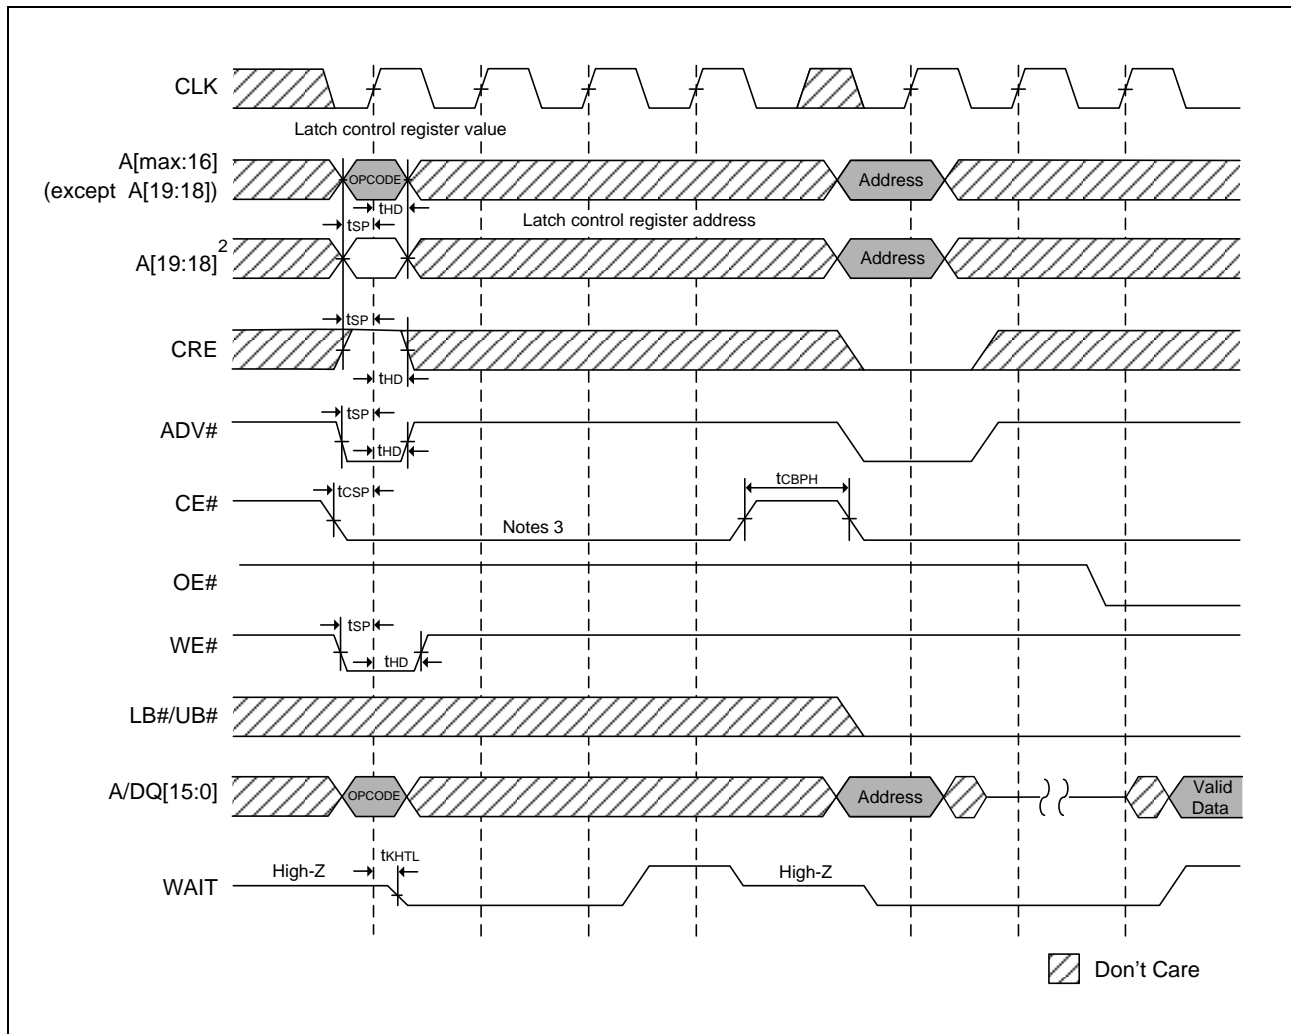 CLK
Latch control register value
A[max:16]
(except A[19:18])
OPCODE
Address
tHD
tSP
Latch control register address
A[19:18]2
Address
tSP
CRE
tHD
tSP
ADV#
tHD
tCSP
tCBPH
CE#
Notes 3
OE#
tSP
WE#
tHD
LB#/UB#
A/DQ[15:0]
OPCODE
Address
Valid
Data
tKHTL
High-Z
High-Z
WAIT
Don't Care